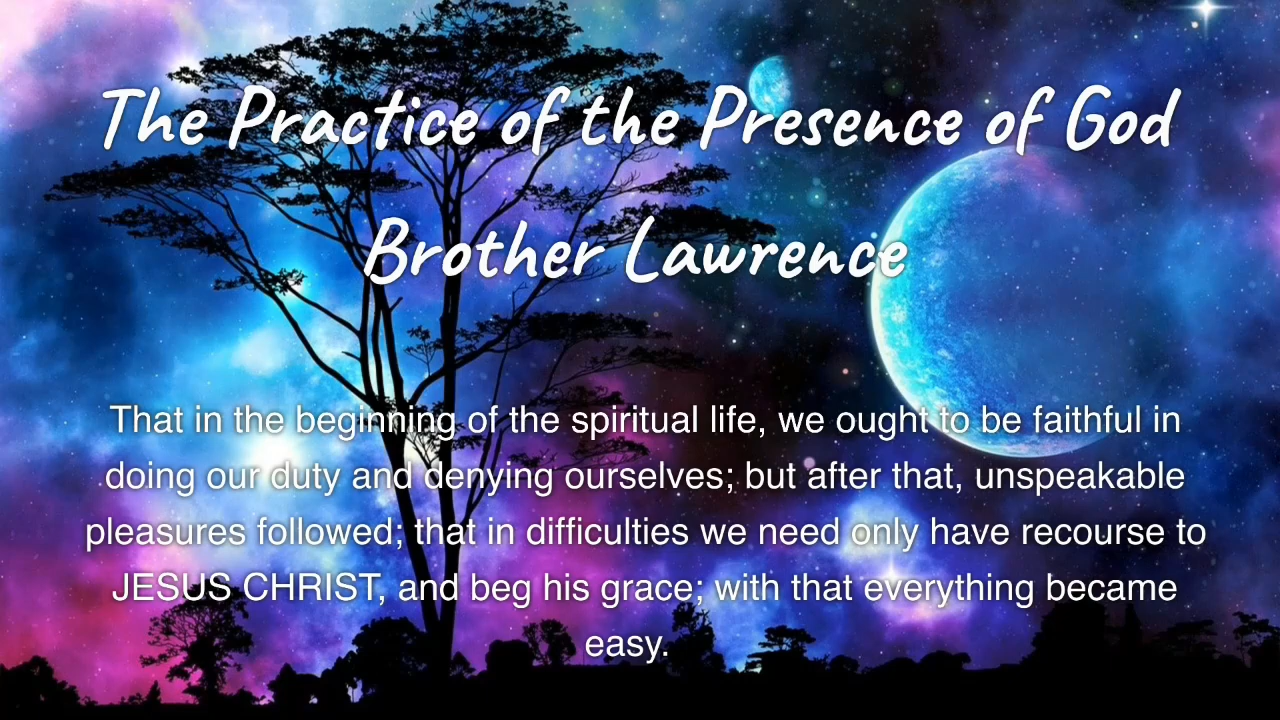 The Practice of the Presence of God
Brother Lawrence
That in the beginning of the spiritual life, we ought to be faithful in
doing our duty and denying ourselves; but after that, unspeakable
pleasures followed; that in difficulties we need only have recourse to
JESUS CHRIST, and beg his grace; with that everything became
easy.